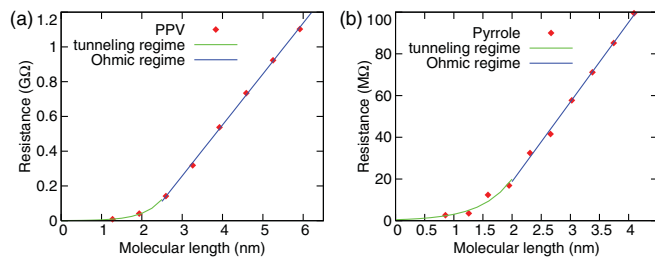 (a)
Resistance (GΩ)
1.2
1
0.8
0.6
0.4
0.2
0
PPV
tunneling regime
Ohmic regime
0 1 2 3 4 5 6
Molecular length (nm)
(b)
Resistance (MΩ)
100
80
60
40
20
0
Pyrrole
tunneling regime
Ohmic regime
0 0.5 1 1.5 2 2.5 3 3.5 4
Molecular length (nm)